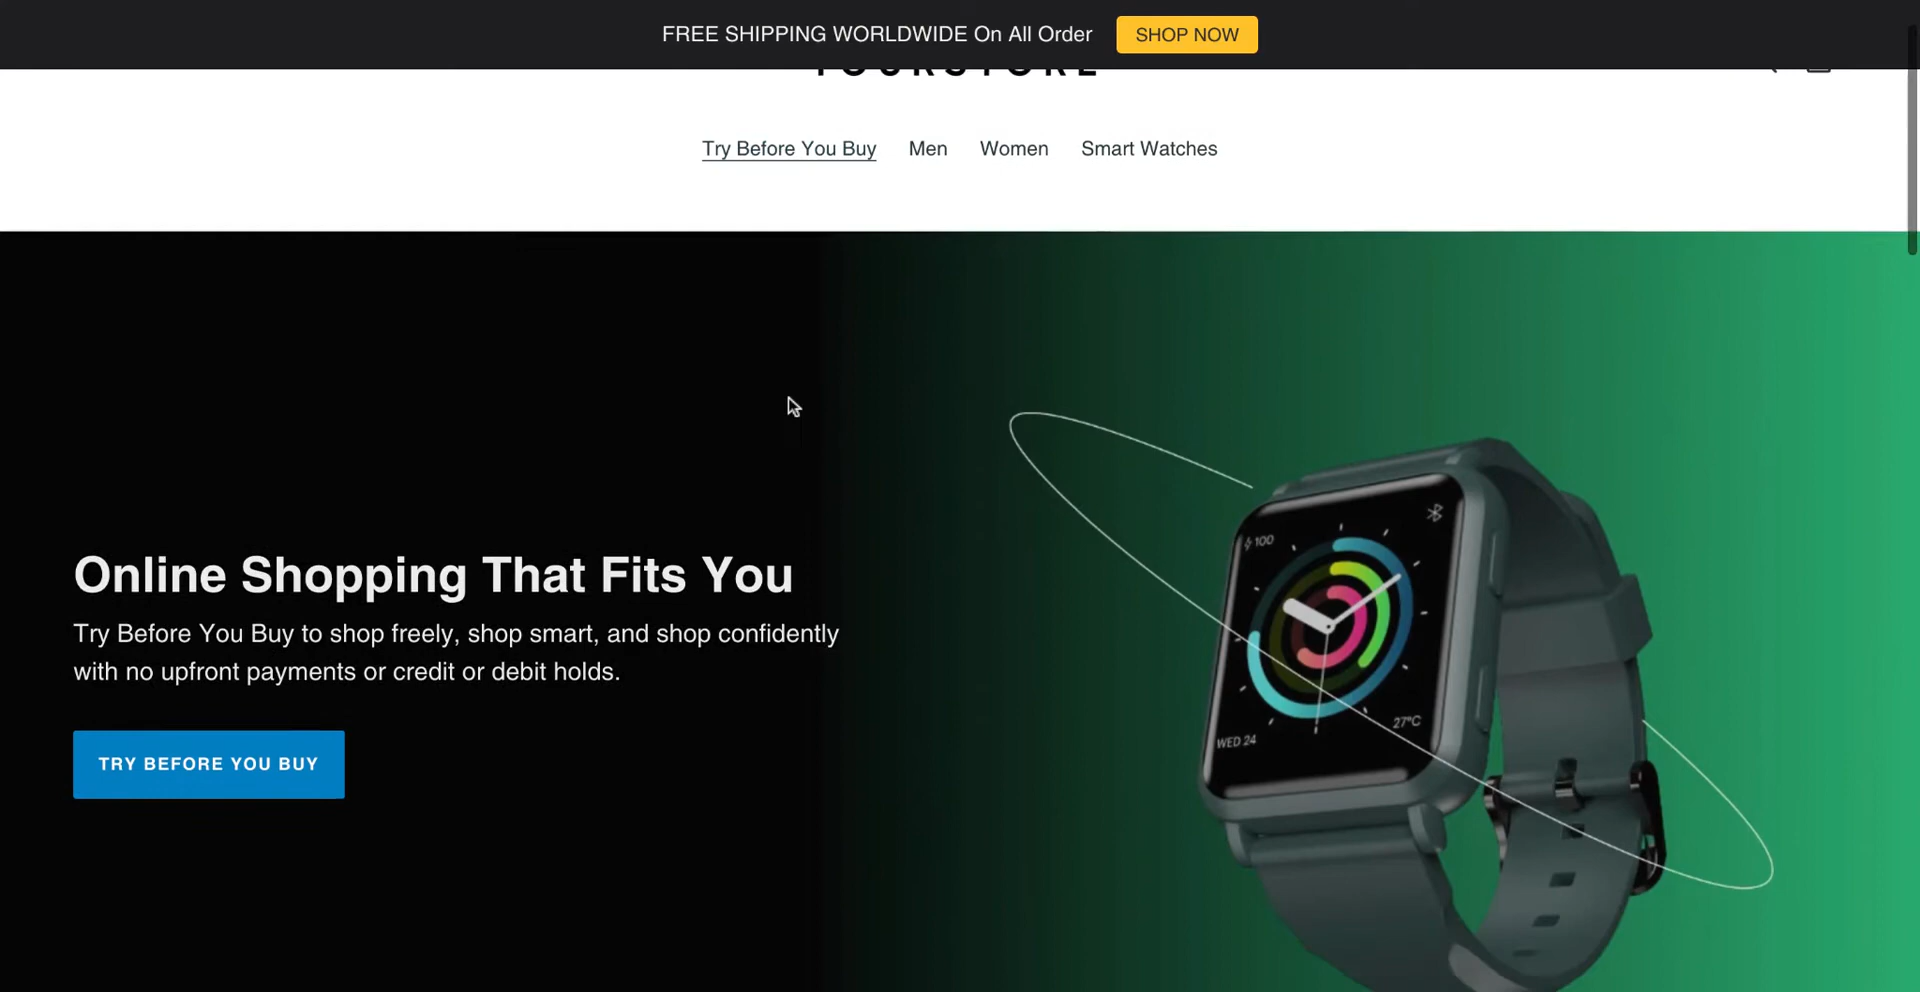 FREE SHIPPING WORLDWIDE On All Order SHOP NOW
YOURSTORE
Try Before You Buy Men Women Smart Watches
Online Shopping That Fits You
Try Before You Buy to shop freely, shop smart, and shop confidently
with no upfront payments or credit or debit holds.
TRY BEFORE YOU BUY
100
27°C
WED 24